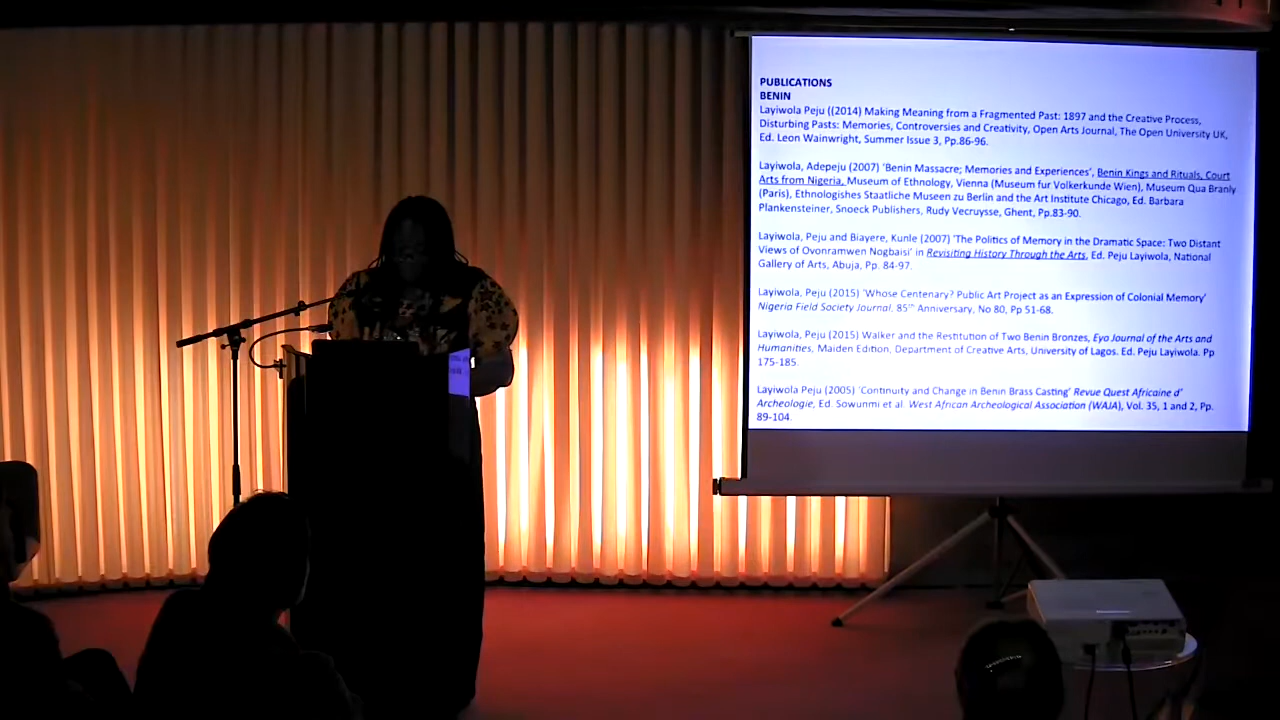 PUBLICATIONS
BENIN
Layiwola Peju ((2014) Making Meaning from a Fragmented Past: 1897 and the Creative Process,
Disturbing Pasts: Memories, Controversies and Creativity, Open Arts Journal, The Open University UK,
Ed. Leon Wainwright, Summer Issue 3, Pp.86-96.
Layiwola, Adepeju (2007) 'Benin Massacre; Memories and Experiences', Benin Kings and Rituals, Court
Arts from Nigeria, Museum of Ethnology, Vienna (Museum fur Volkerkunde Wien), Museum Qua Branly
(Paris), Ethnologishes Staatliche Museen zu Berlin and the Art Institute Chicago, Ed. Barbara
Plankensteiner, Snoeck Publishers, Rudy Vecruysse, Ghent, Pp.83-90.
Layiwola, Peju and Biayere, Kunle (2007) 'The Politics of Memory in the Dramatic Space: Two Distant
Views of Ovonramwen Nogbaisi' in Revisiting History Through the Arts, Ed. Peju Layiwola, National
Gallery of Arts, Abuja, Pp. 84-97.
Layiwola, Peju (2015) 'Whose Centenary? Public Art Project as an Expression of Colonial Memory'
Nigeria Field Society Journal, 85th Anniversary, No 80, Pp 51-68.
Layiwola, Peju (2015) Walker and the Restitution of Two Benin Bronzes, Eyo Journal of the Arts and
Humanities, Maiden Edition, Department of Creative Arts, University of Lagos. Ed. Peju Layiwola. Pp
175-185.
Layiwola Peju (2005) 'Continuity and Change in Benin Brass Casting' Revue Quest Africaine d'
Archeologie, Ed. Sowunmi et al. West African Archeological Association (WAJA), Vol. 35, 1 and 2, Pp.
89-104.